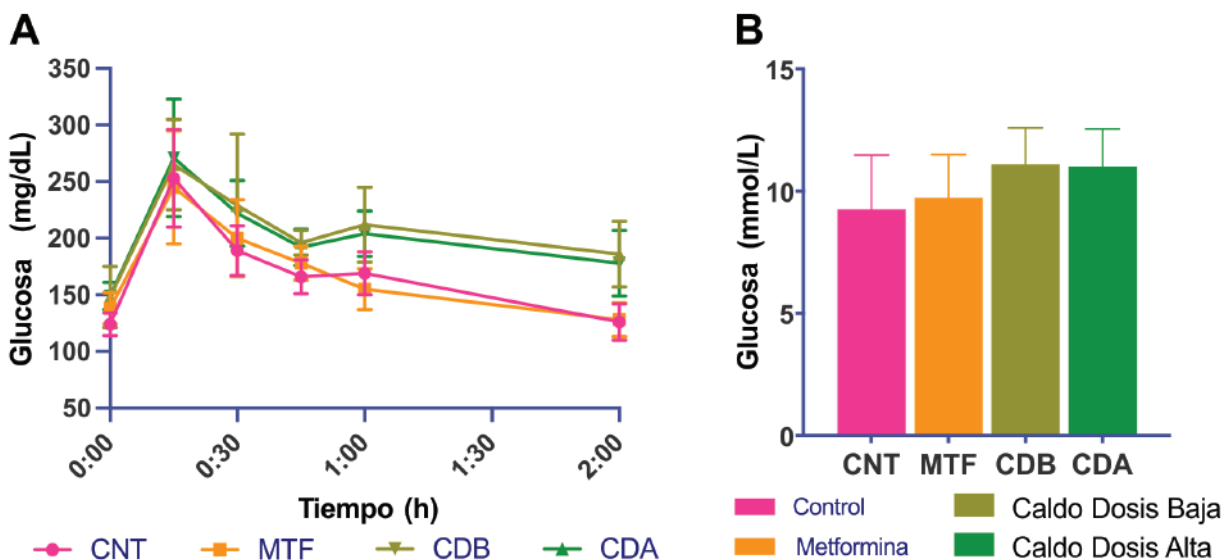 A
350
300
250
200
150
100
50
Glucosa (mg/dL)
0:00
0:30
1:00
1:30
2:00
Tiempo (h)
CNT
MTF
CDB
CDA
B
15
10
5
0
Glucosa (mmol/L)
CNT
MTF
CDB
CDA
Control
Caldo Dosis Baja
Metformina
Caldo Dosis Alta